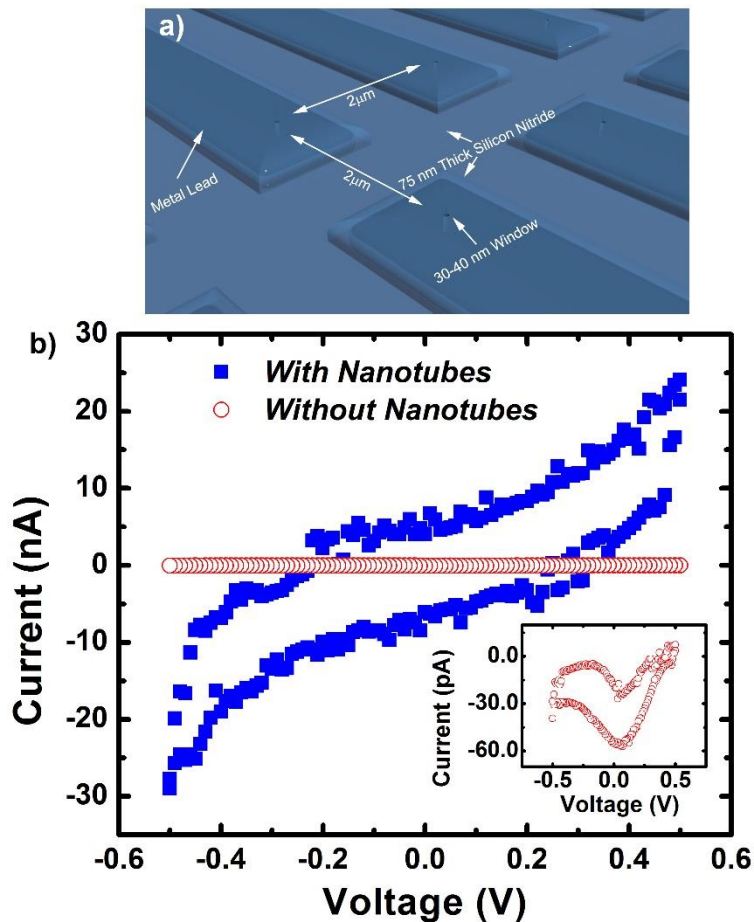 a)
2μm
75 nm Thick Silicon Nitride
Metal Lead
2μm
30-40 nm Window
b)
With Nanotubes
Without Nanotubes
Current (nA)
30
20
10
0
-10
-20
-30
-0.6
-0.4
-0.2
0.0
0.2
0.4
0.6
Voltage (V)
Current (pA)
0.0
-30.0
-60.0
-0.5
0.0
0.5
Voltage (V)